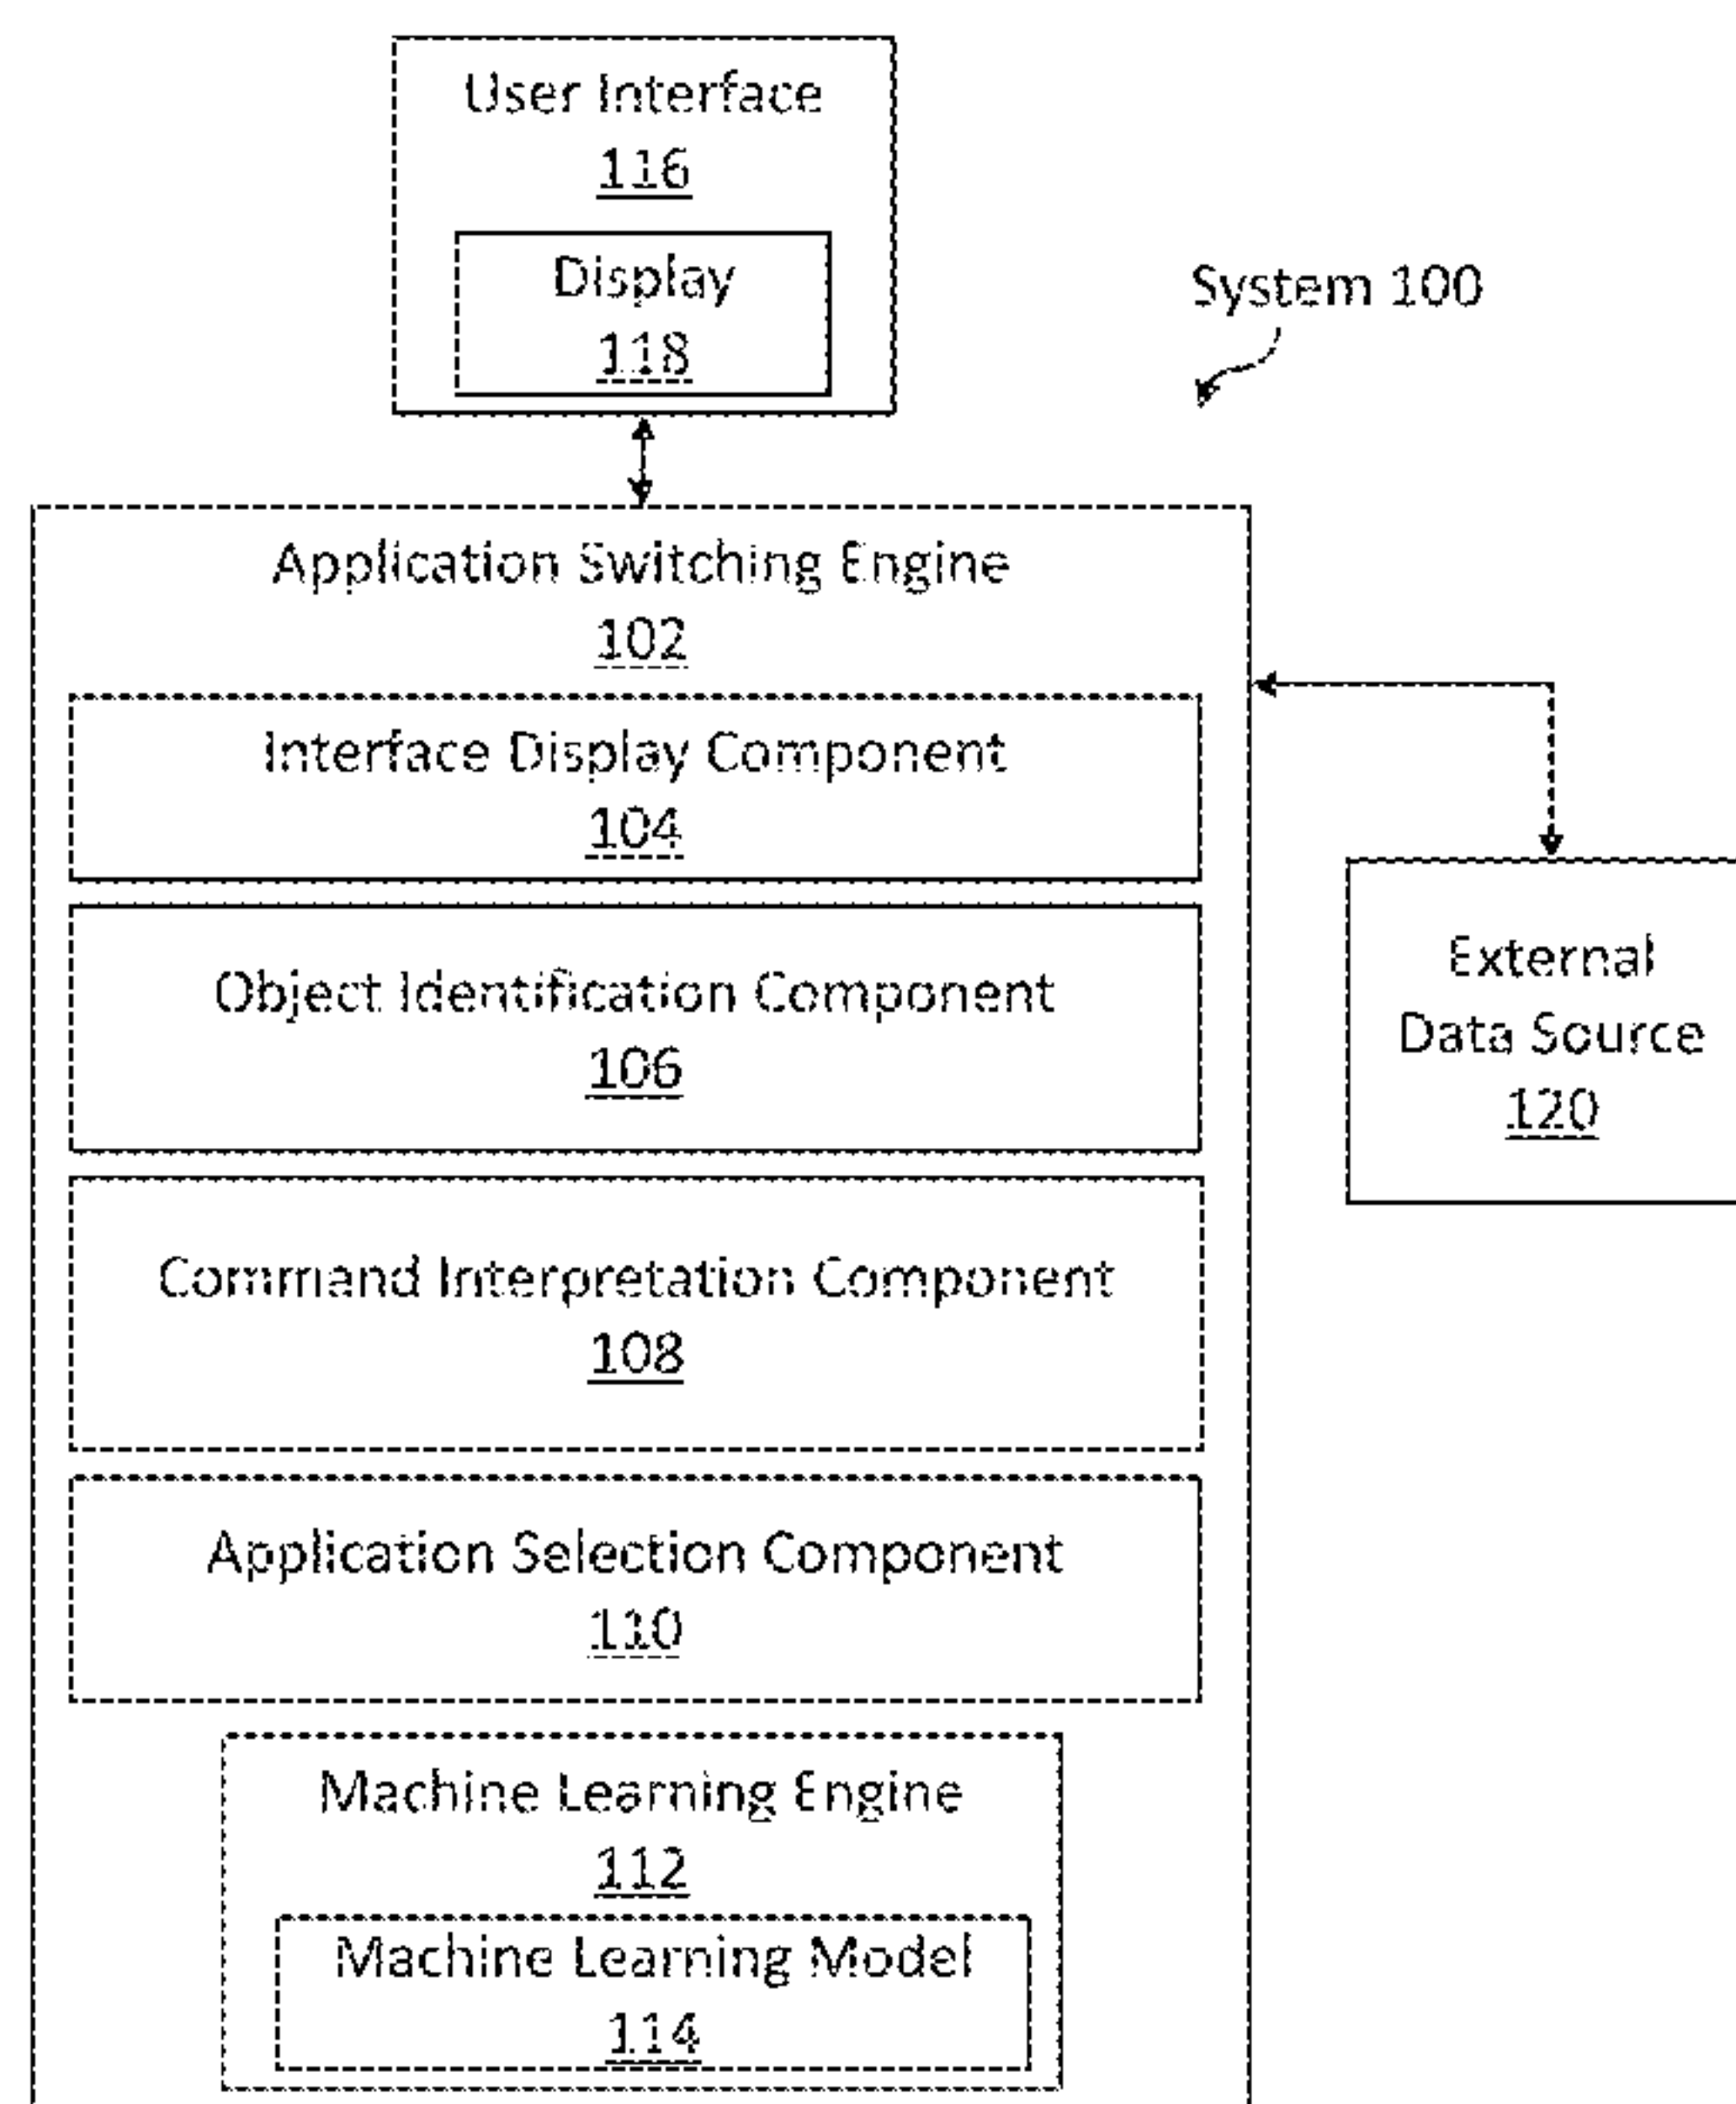 User Interface
116
Display
118
System 100
Application Switching Engine
102
Interface Display Component
104
Object Identification Component
106
External
Data Source
120
Command Interpretation Component
108
Application Selection Component
110
Machine Learning Engine
112
Machine Learning Model
114